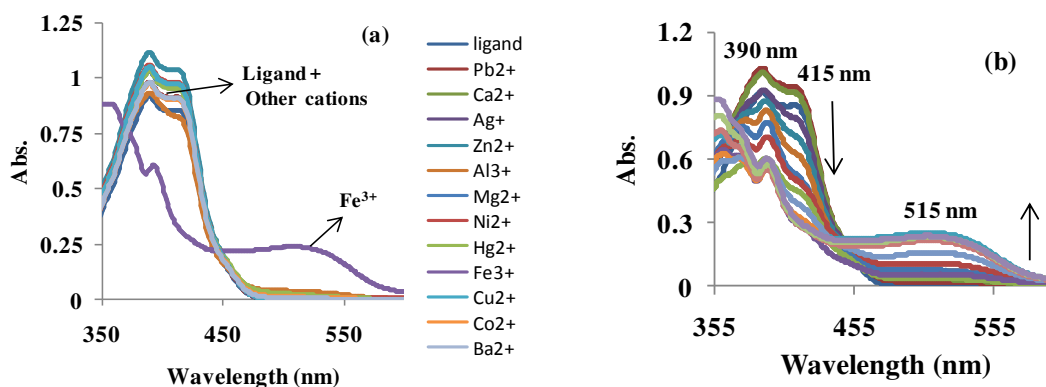 (a)
1.25
1
0.75
0.5
0.25
0
Abs.
350
450
550
Wavelength (nm)
Ligand +
Other cations
Fe3+
ligand
Pb2+
Ca2+
Ag+
Zn2+
Al3+
Mg2+
Ni2+
Hg2+
Fe3+
Cu2+
Co2+
Ba2+
(b)
1.2
0.9
0.6
0.3
0
Abs.
390 nm
415 nm
515 nm
355
455
555
Wavelength (nm)